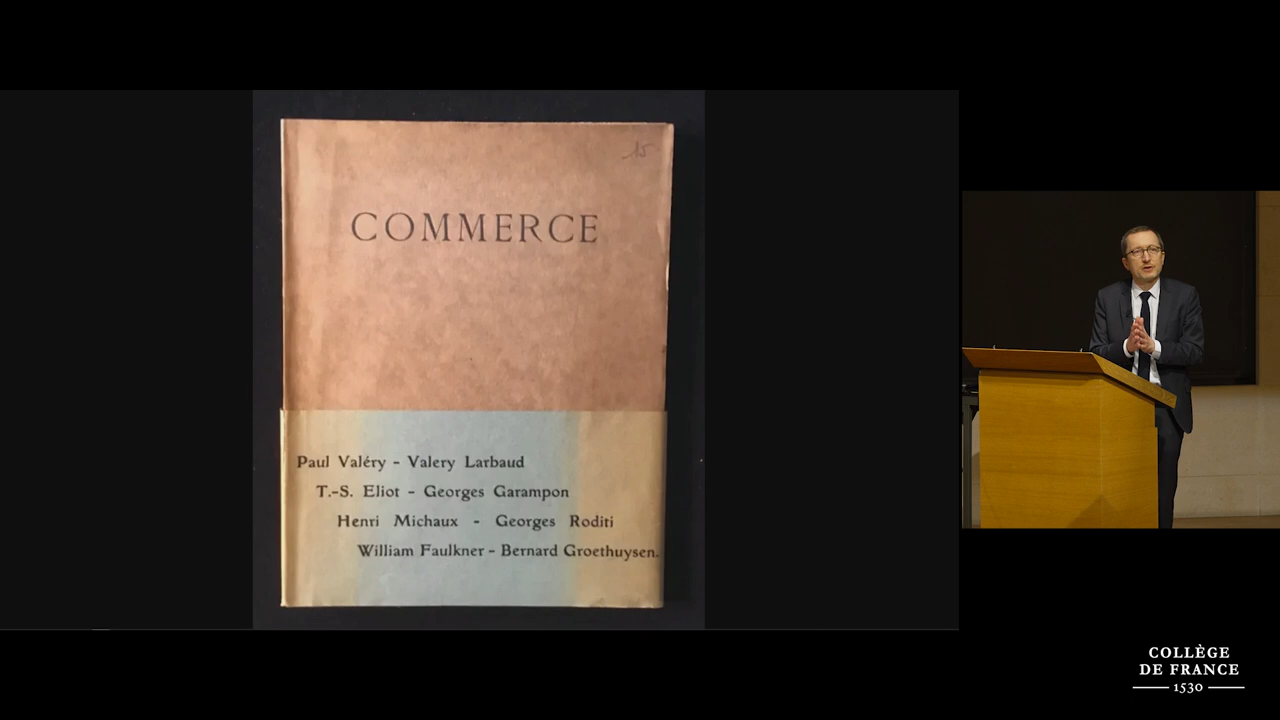 15
COMMERCE
Paul Valéry - Valery Larbaud
T.-S. Eliot - Georges Garampon
Henri Michaux - Georges Roditi
William Faulkner - Bernard Groethuysen.
COLLÈGE
DE FRANCE
1530